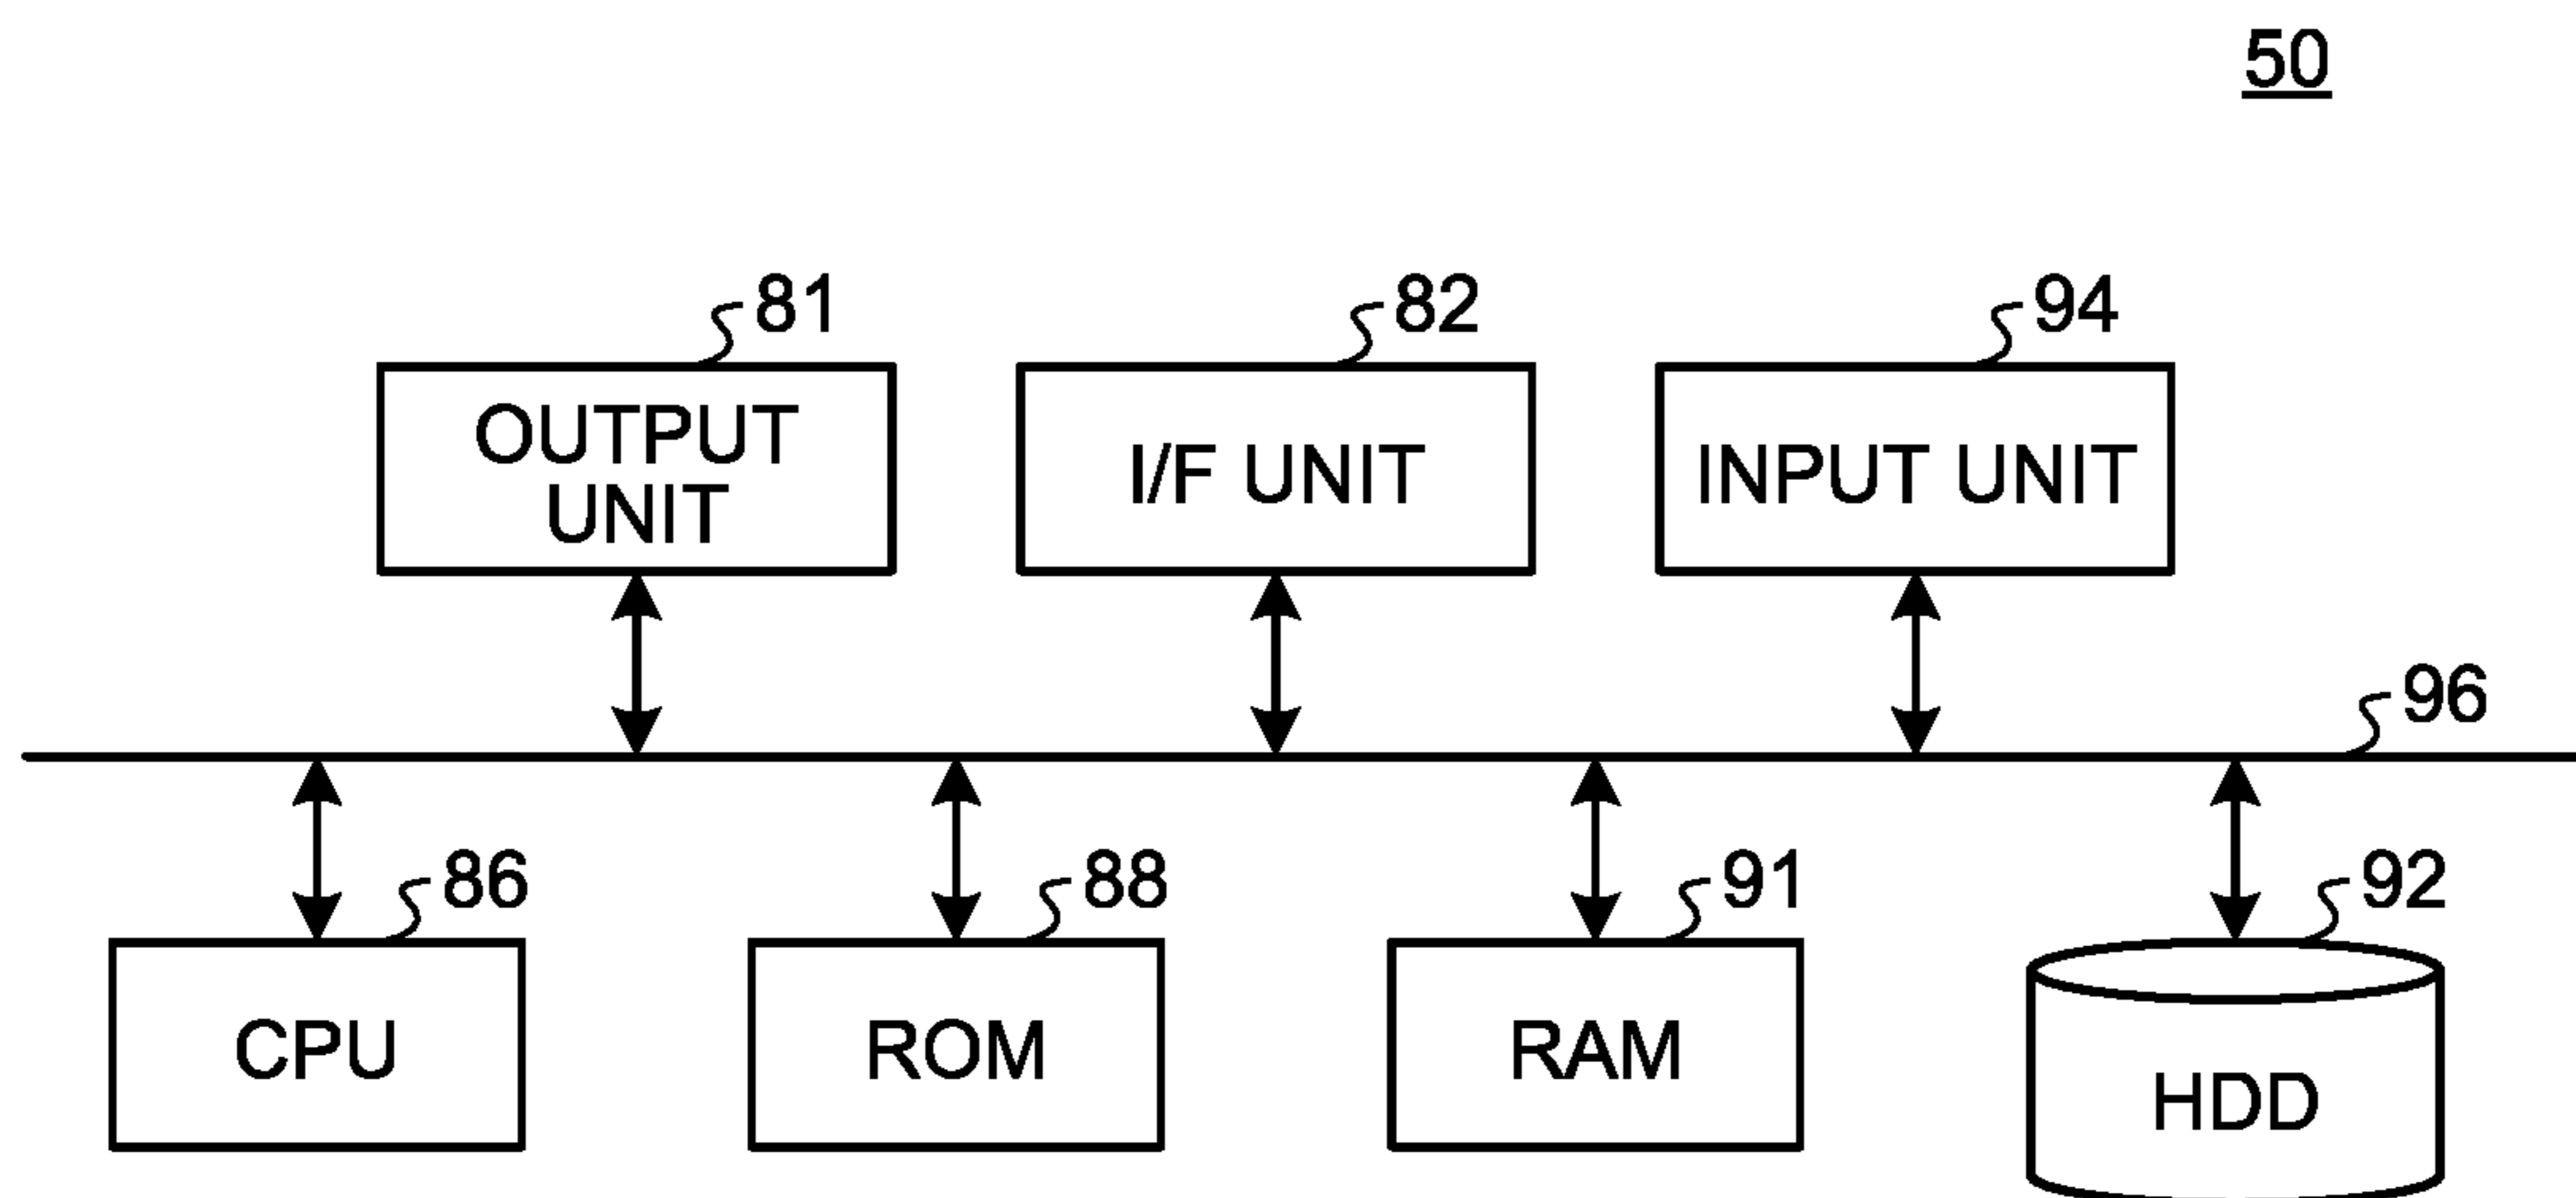 50
81
82
94
OUTPUT
UNIT
I/F UNIT
INPUT UNIT
96
86
88
91
92
CPU
ROM
RAM
HDD